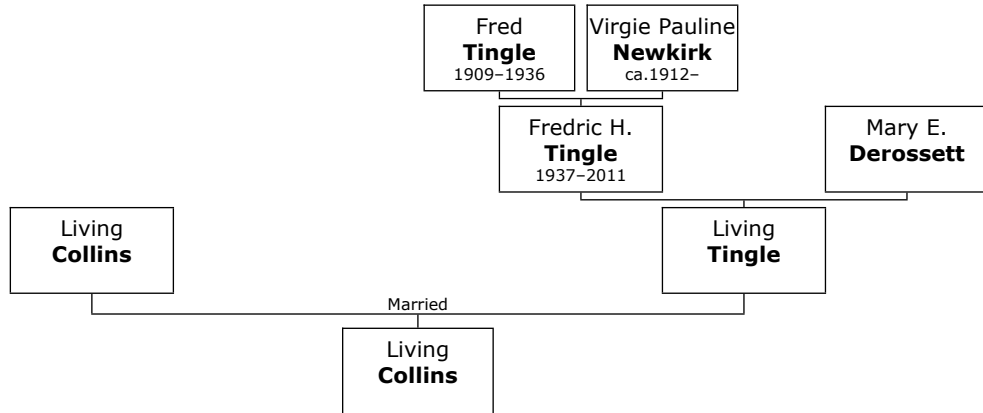 Fred
Tingle
1909–1936
Virgie Pauline
Newkirk
ca.1912–
Fredric H.
Tingle
1937–2011
Mary E.
Derossett
Living
Collins
Living
Tingle
Married
Living
Collins